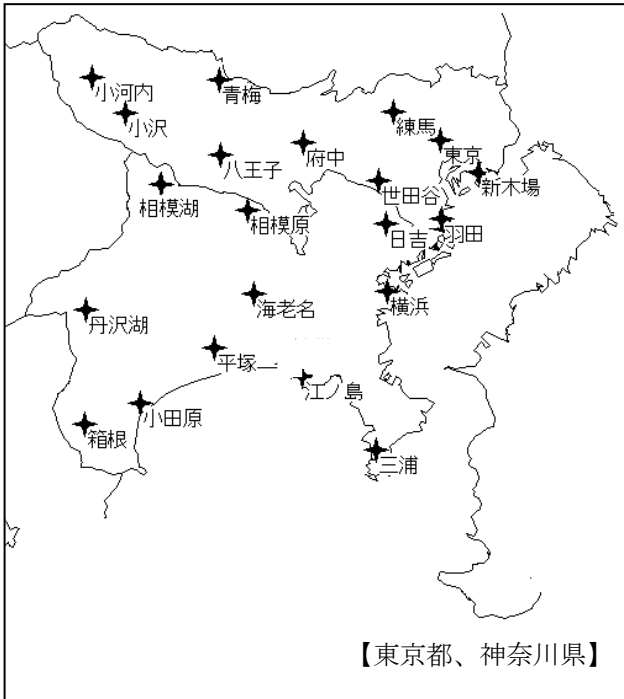 小河内
青梅
小沢
練馬
東京
府中
八王子
新木場
世田谷
相模湖
相模原
日吉
羽田
海老名
横浜
丹沢湖
平塚
江ノ島
小田原
箱根
三浦
【東京都、神奈川県】